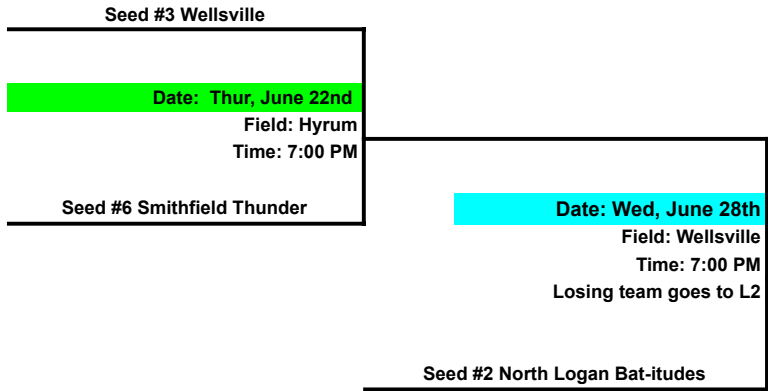 Seed #3 Wellsville
Date: Thur, June 22nd
Field: Hyrum
Time: 7:00 PM
Seed #6 Smithfield Thunder
Date: Wed, June 28th
Field: Wellsville
Time: 7:00 PM
Losing team goes to L2
Seed #2 North Logan Bat-itudes